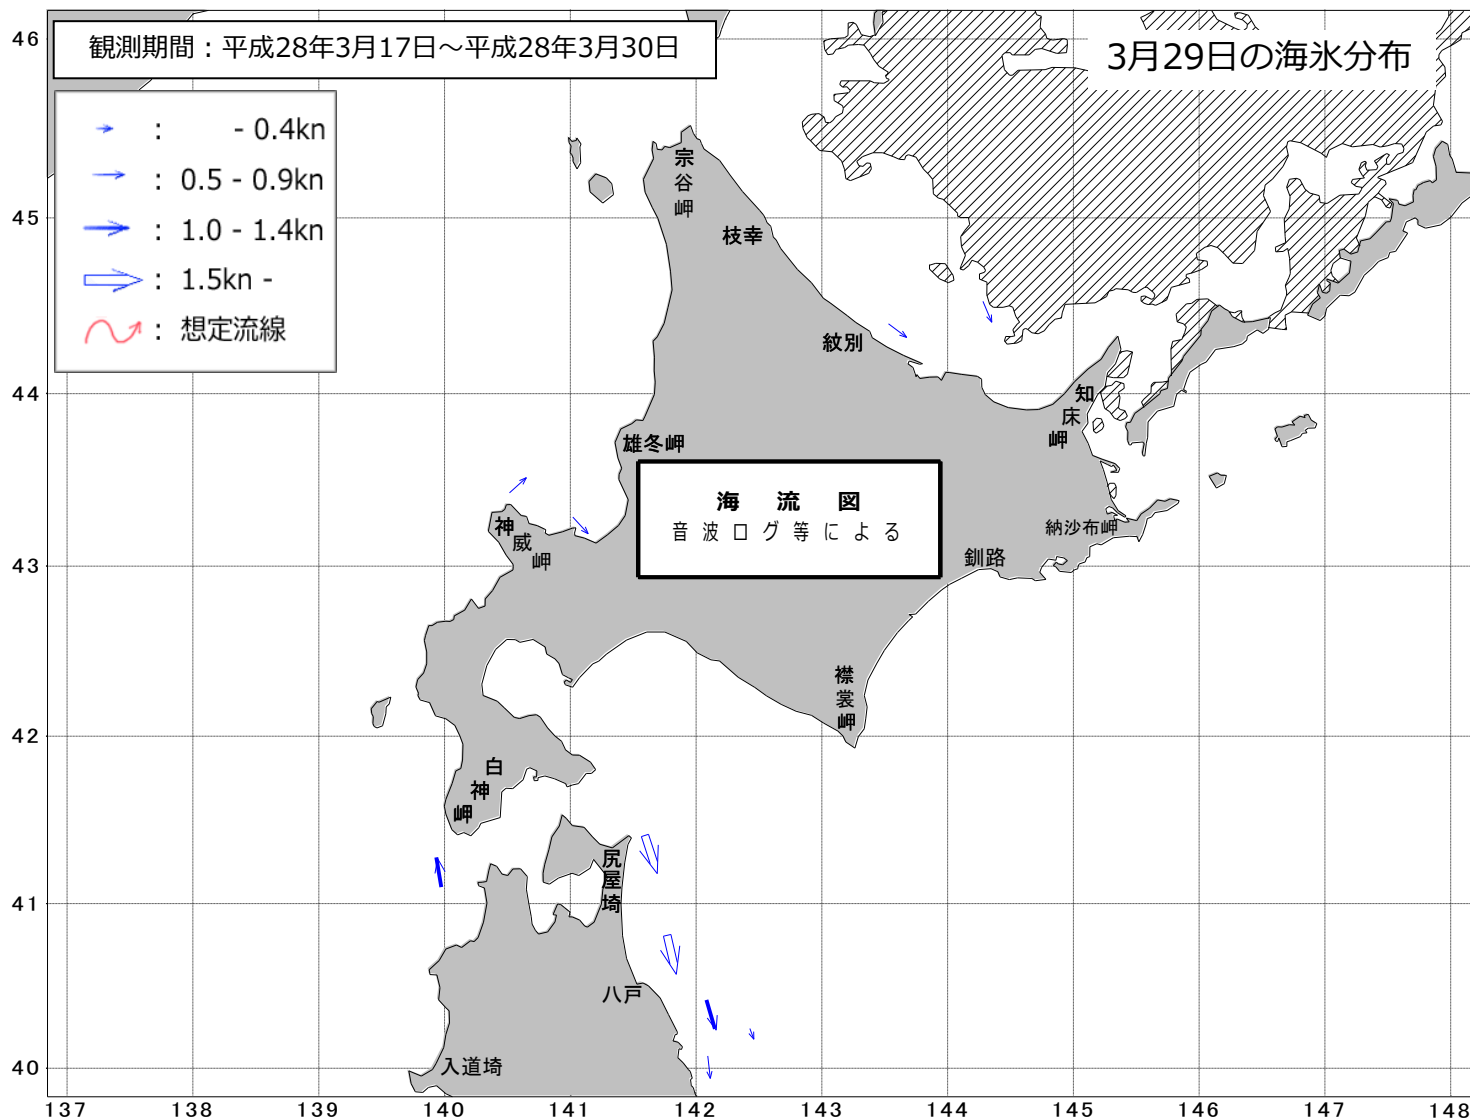 観測期間：平成28年3月17日～平成28年3月30日
3月29日の海氷分布
： - 0.4kn
： 0.5 - 0.9kn
： 1.0 - 1.4kn
： 1.5kn -
： 想定流線
46
45
44
43
42
41
40
宗谷岬
枝幸
紋別
知床岬
雄冬岬
海 流 図
音 波 ロ グ 等 に よ る
神威岬
納沙布岬
釧路
襟裳岬
白神岬
尻屋埼
八戸
入道埼
137 138 139 140 141 142 143 144 145 146 147 148